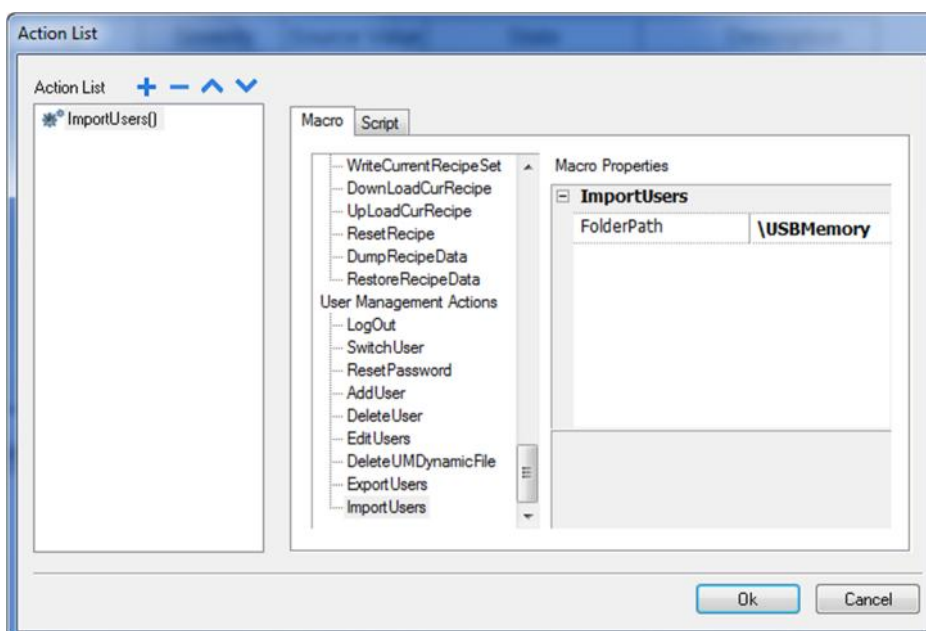 Action List
Action List
ImportUsers()
Macro
Script
WriteCurrentRecipeSet
DownLoadCurRecipe
UpLoadCurRecipe
ResetRecipe
DumpRecipeData
RestoreRecipeData
User Management Actions
LogOut
SwitchUser
ResetPassword
AddUser
DeleteUser
EditUsers
DeleteUMDynamicFile
ExportUsers
ImportUsers
Macro Properties
ImportUsers
FolderPath \USBMemory
Ok
Cancel